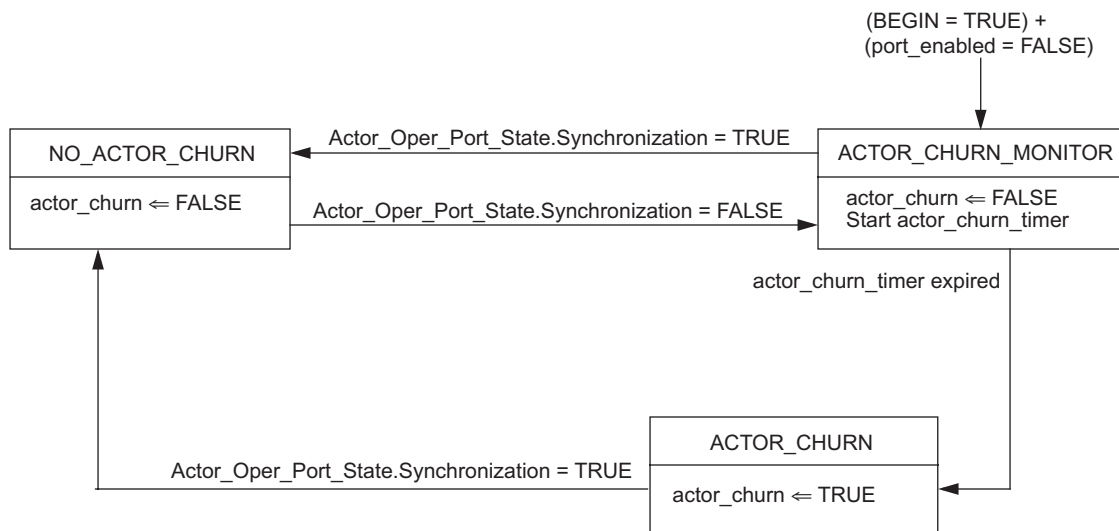 (BEGIN = TRUE) +
(port_enabled = FALSE)
NO_ACTOR_CHURN
actor_churn ⇐ FALSE
Actor_Oper_Port_State.Synchronization = TRUE
Actor_Oper_Port_State.Synchronization = FALSE
ACTOR_CHURN_MONITOR
actor_churn ⇐ FALSE
Start actor_churn_timer
actor_churn_timer expired
Actor_Oper_Port_State.Synchronization = TRUE
ACTOR_CHURN
actor_churn ⇐ TRUE